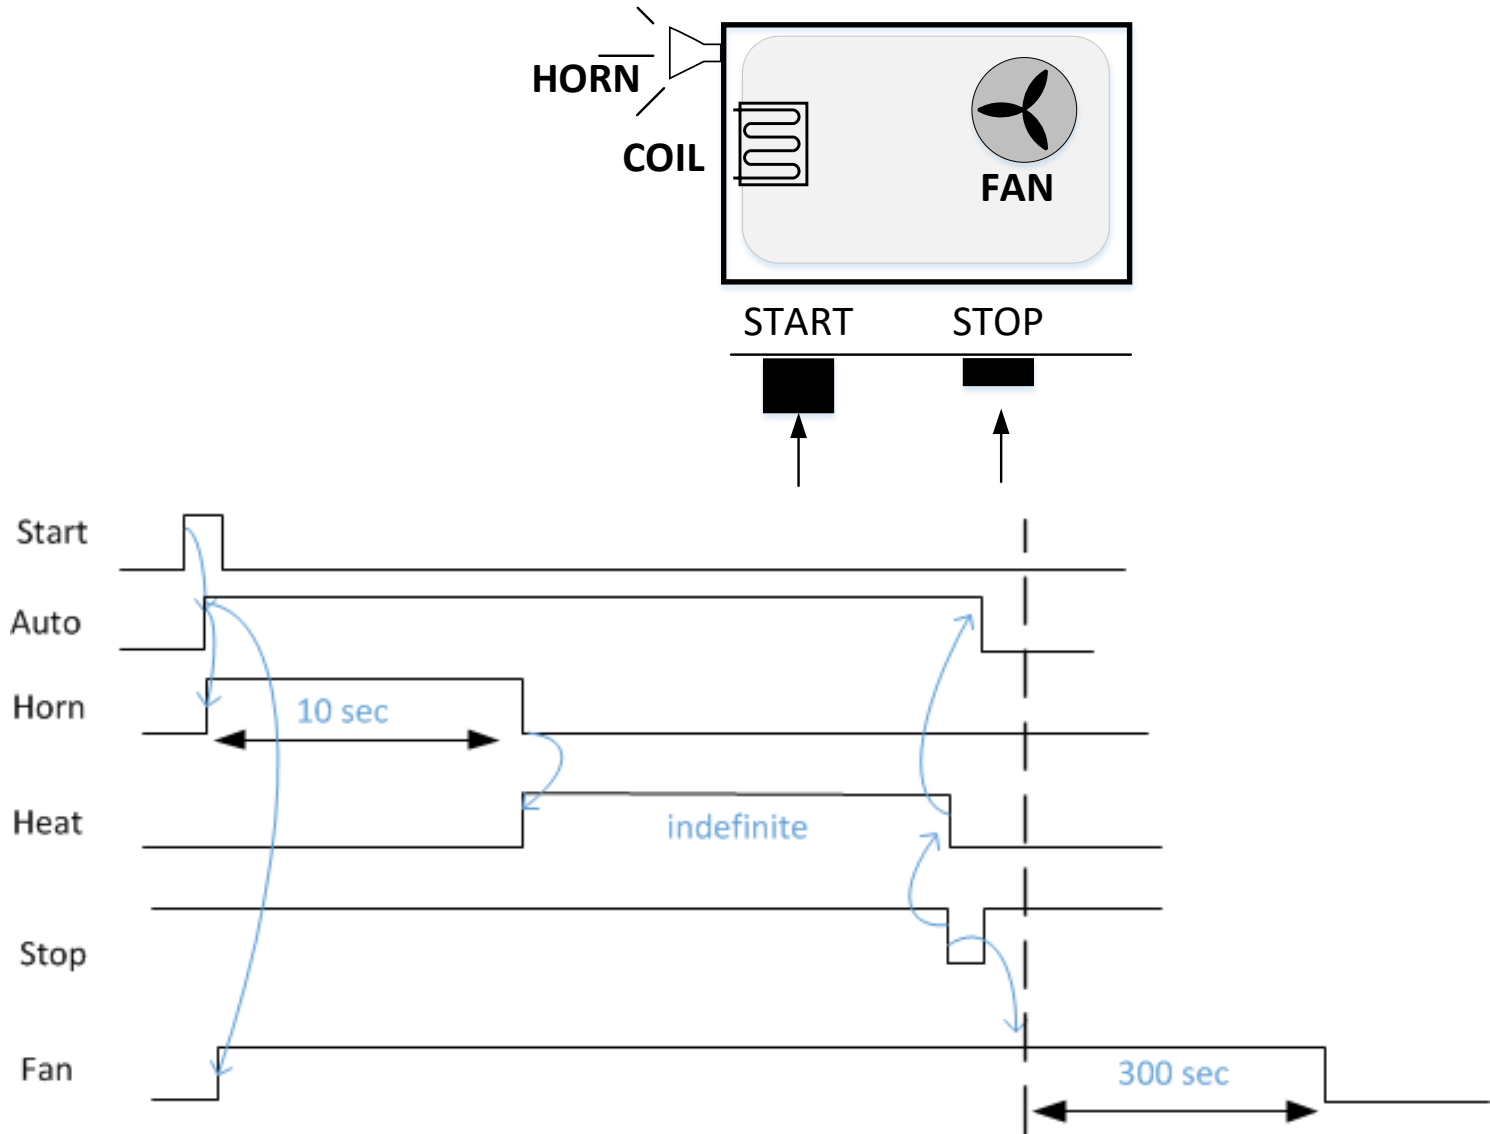 HORN
COIL
FAN
START STOP
Start
Auto
Horn
10 sec
Heat
indefinite
Stop
Fan
300 sec